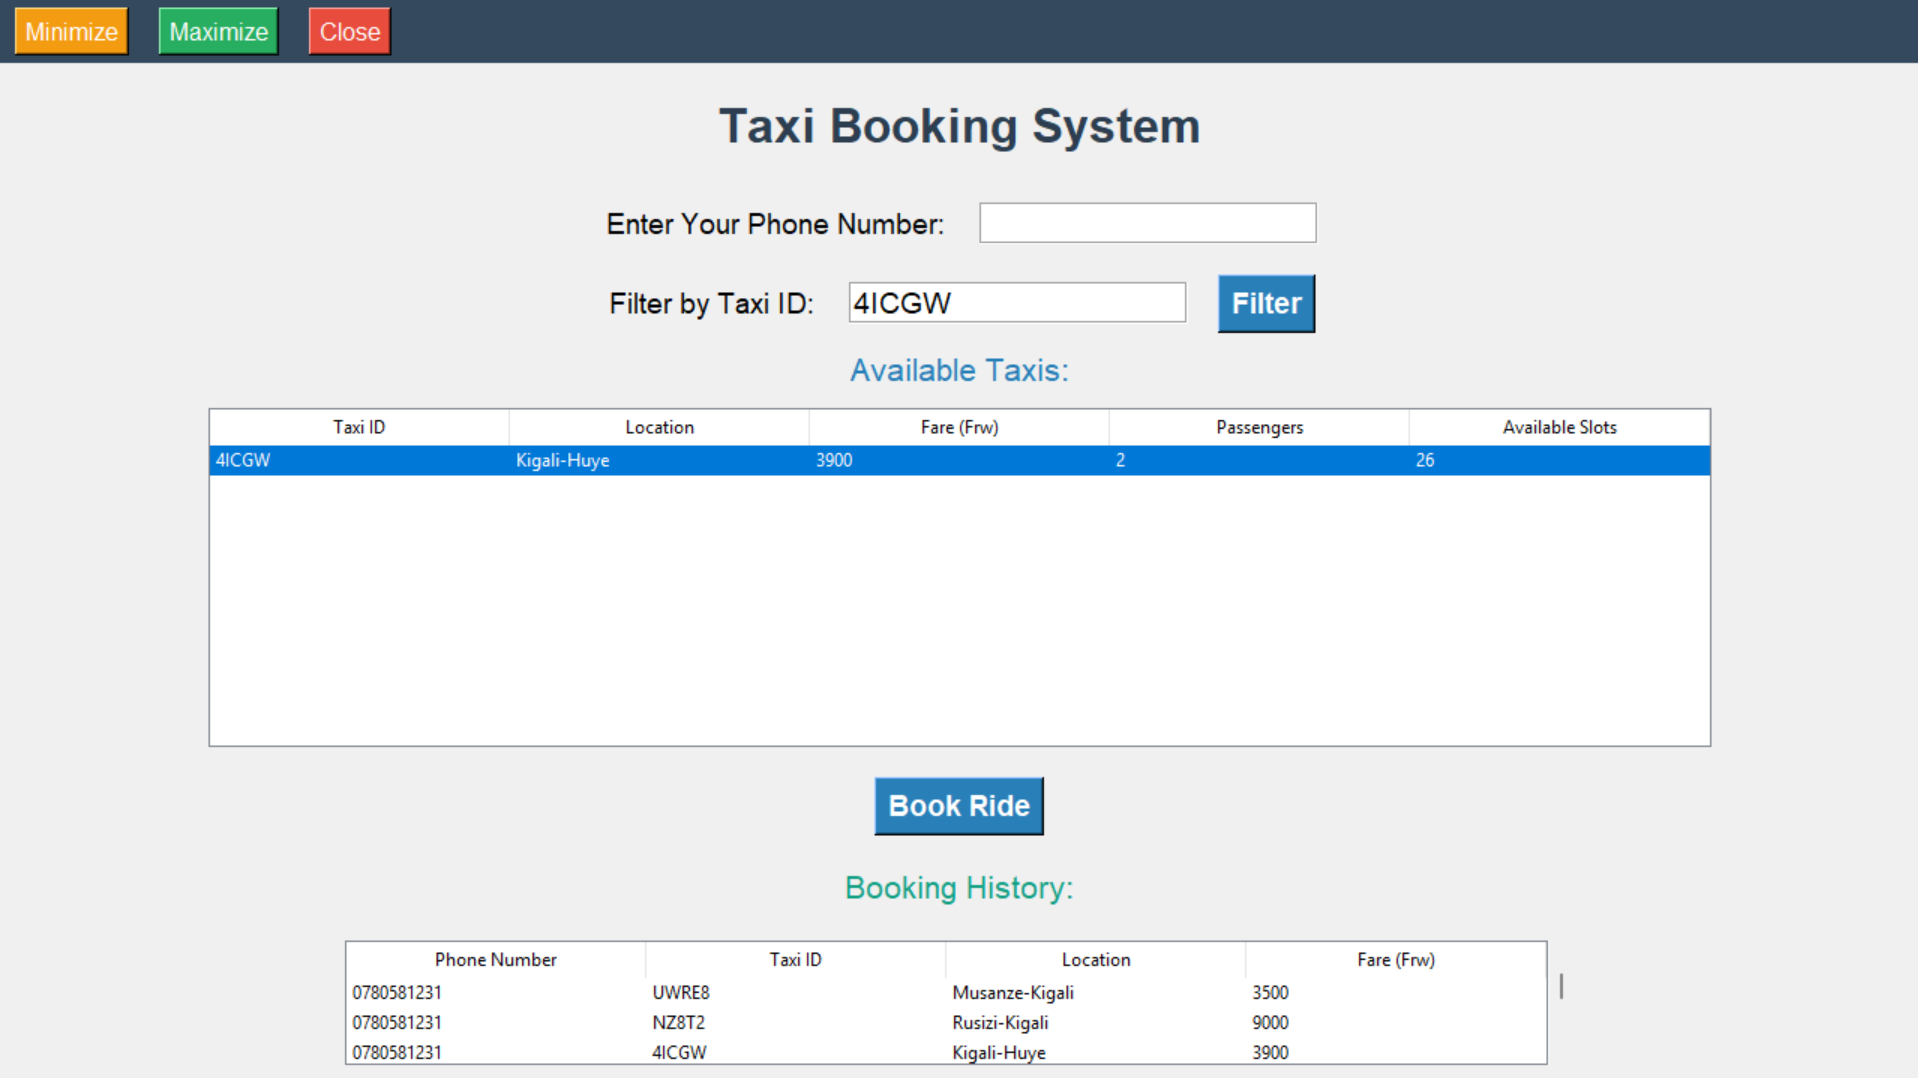 Minimize Maximize Close
Taxi Booking System
Enter Your Phone Number:
Filter by Taxi ID: 4ICGW Filter
Available Taxis:
Taxi ID Location Fare (Frw) Passengers Available Slots
4ICGW Kigali-Huye 3900 2 26
Book Ride
Booking History:
Phone Number Taxi ID Location Fare (Frw)
0780581231 UWRE8 Musanze-Kigali 3500
0780581231 NZ8T2 Rusizi-Kigali 9000
0780581231 4ICGW Kigali-Huye 3900